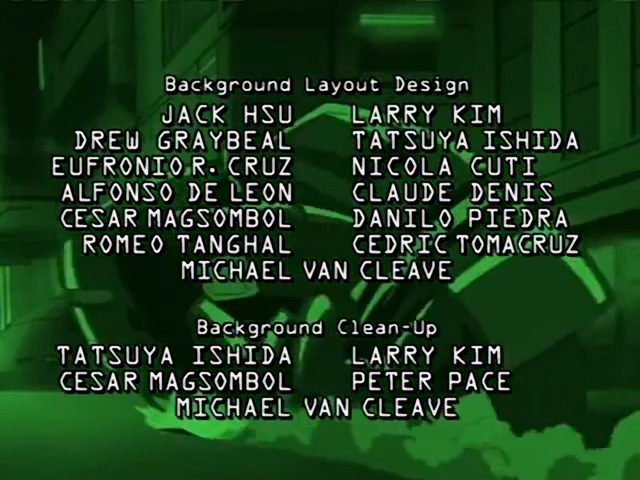 Background Layout Design
JACK HSU LARRY KIM
DREW GRAYBEAL TATSUYA ISHIDA
EUFRONIO R. CRUZ NICOLA CUTI
ALFONSO DE LEON CLAUDE DENIS
CESAR MAGSOMBOL DANILO PIEDRA
ROMEO TANGHAL CEDRIC TOMACRUZ
MICHAEL VAN CLEAVE
Background Clean-Up
TATSUYA ISHIDA LARRY KIM
CESAR MAGSOMBOL PETER PACE
MICHAEL VAN CLEAVE